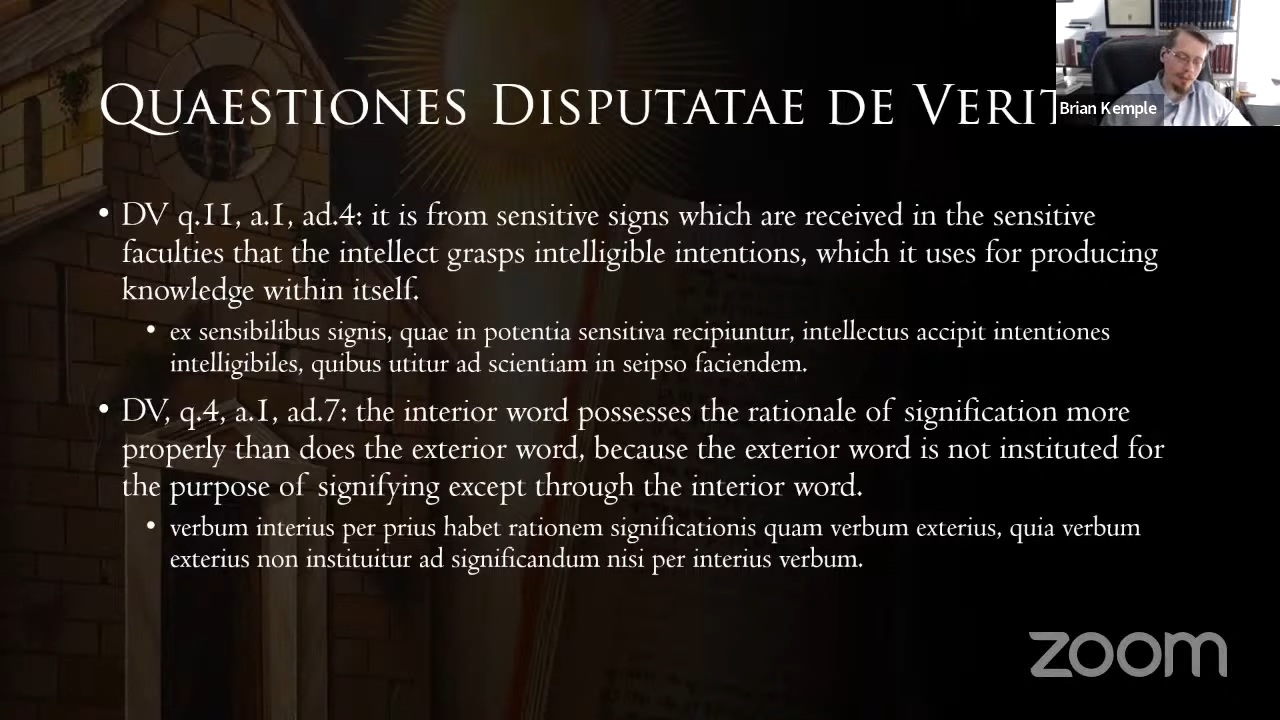 QUAESTIONES DISPUTATAE DE VERIT
Brian Kemple
• DV q.11, a.1, ad.4: it is from sensitive signs which are received in the sensitive
faculties that the intellect grasps intelligible intentions, which it uses for producing
knowledge within itself.
• ex sensibilibus signis, quae in potentia sensitiva recipiuntur, intellectus accipit intentiones
intelligibiles, quibus utitur ad scientiam in seipso faciendem.
• DV, q.4, a.1, ad.7: the interior word possesses the rationale of signification more
properly than does the exterior word, because the exterior word is not instituted for
the purpose of signifying except through the interior word.
• verbum interius per prius habet rationem significationis quam verbum exterius, quia verbum
exterius non instituitur ad significandum nisi per interius verbum.
zoom